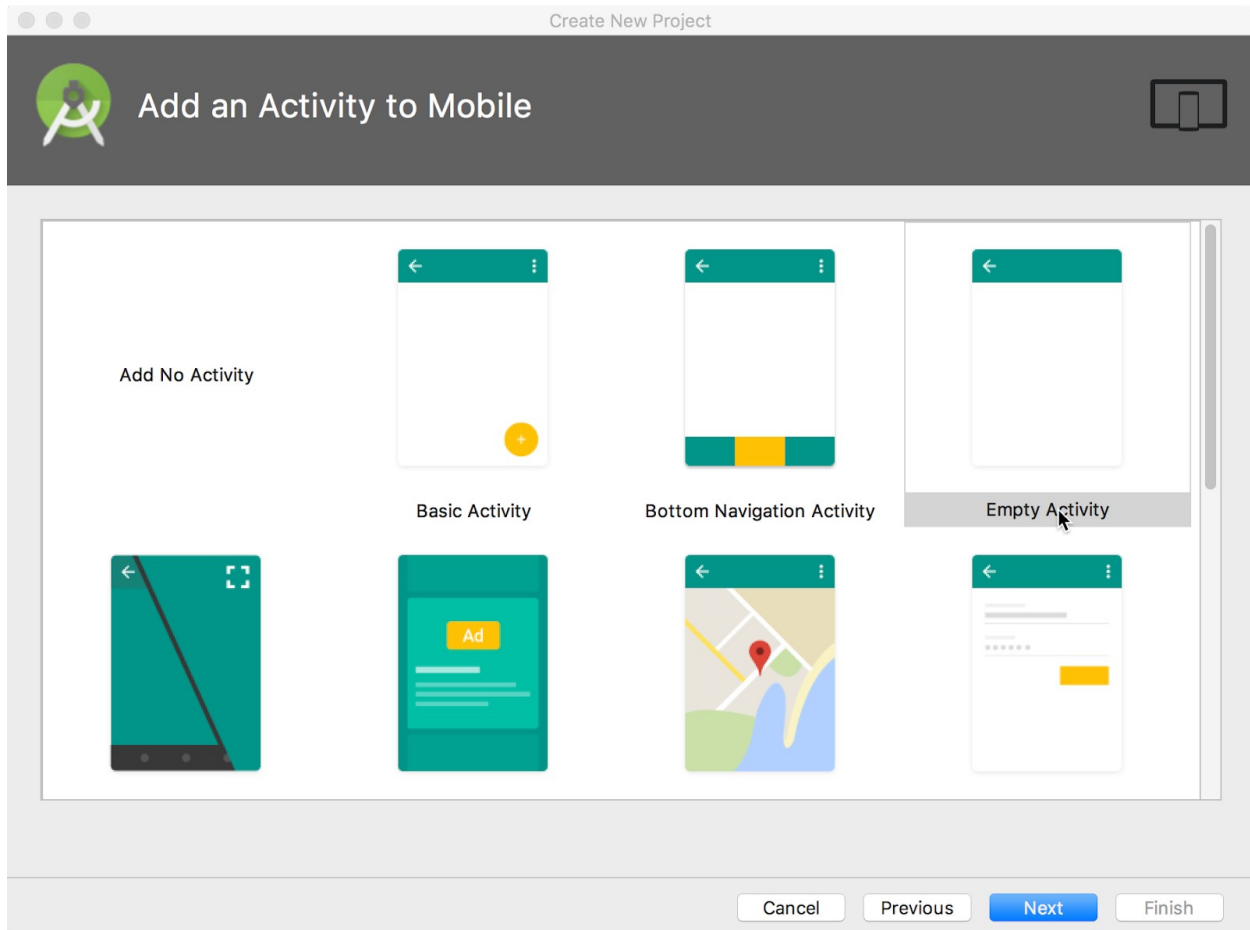 Create New Project
Add an Activity to Mobile
Add No Activity
Basic Activity
Bottom Navigation Activity
Empty Activity
Ad
Cancel
Previous
Next
Finish